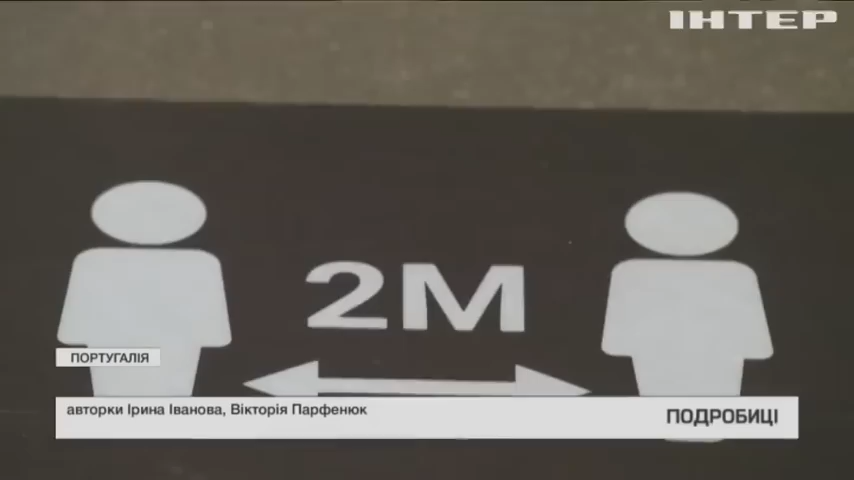 ІНТЕР
2M
ПОРТУГАЛІЯ
авторки Ірина Іванова, Вікторія Парфенюк
ПОДРОБИЦІ